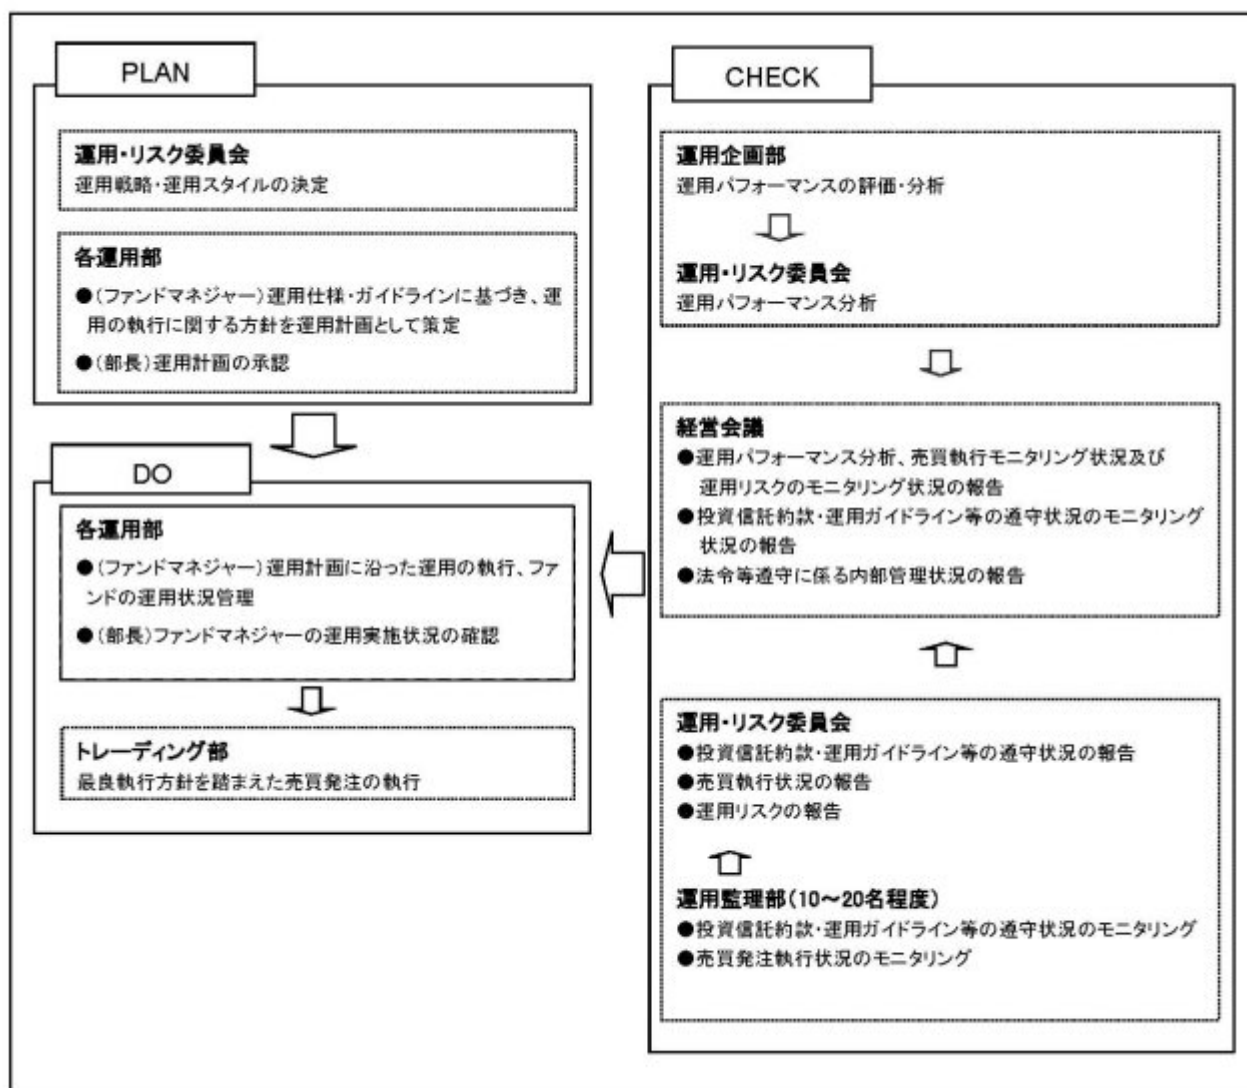 PLAN
運用・リスク委員会
運用戦略・運用スタイルの決定
各運用部
●(ファンドマネジャー)運用仕様・ガイドラインに基づき、運
用の執行に関する方針を運用計画として策定
●(部長)運用計画の承認
DO
各運用部
●(ファンドマネジャー)運用計画に沿った運用の執行、ファ
ンドの運用状況管理
●(部長)ファンドマネジャーの運用実施状況の確認
トレーディング部
最良執行方針を踏まえた売買発注の執行
CHECK
運用企画部
運用パフォーマンスの評価・分析
運用・リスク委員会
運用パフォーマンス分析
経営会議
●運用パフォーマンス分析、売買執行モニタリング状況及び
運用リスクのモニタリング状況の報告
●投資信託約款・運用ガイドライン等の遵守状況のモニタリング
状況の報告
●法令等遵守に係る内部管理状況の報告
運用・リスク委員会
●投資信託約款・運用ガイドライン等の遵守状況の報告
●売買執行状況の報告
●運用リスクの報告
運用監理部(10～20名程度)
●投資信託約款・運用ガイドライン等の遵守状況のモニタリング
●売買発注執行状況のモニタリング